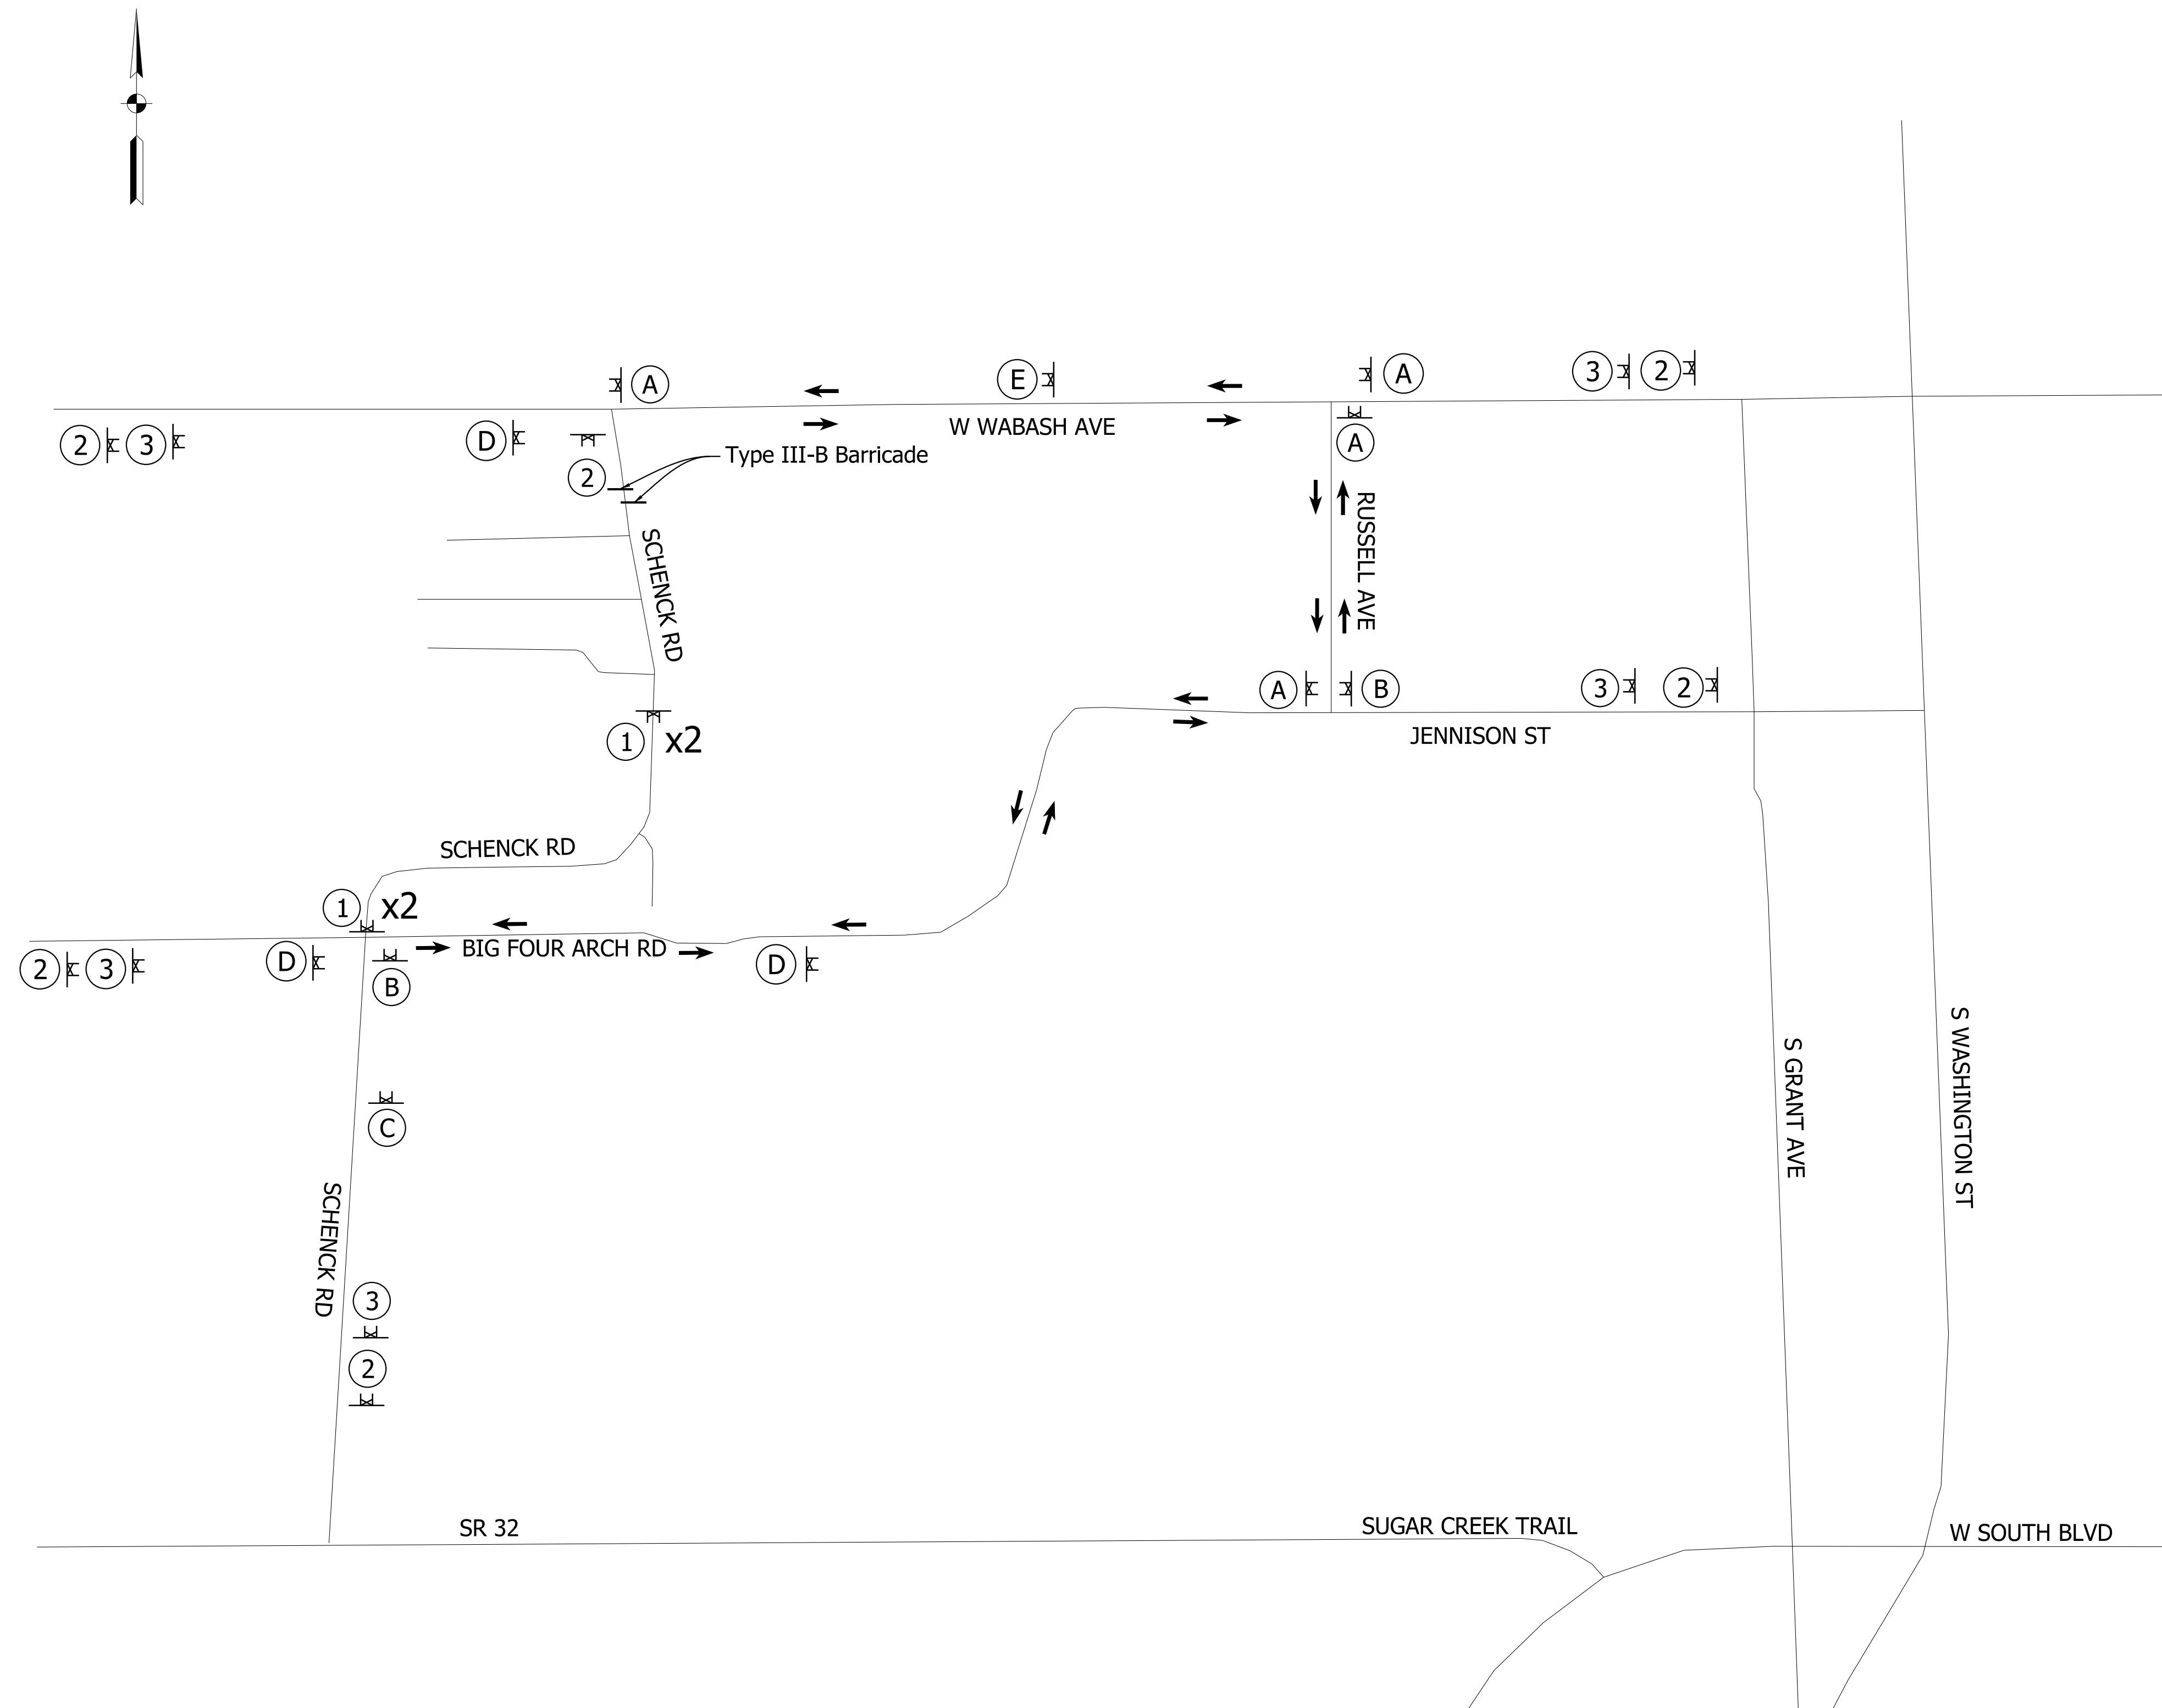 A
E
A
3
2
2
3
D
2
W WABASH AVE
Type III-B Barricade
A
RUSSELL AVE
SCHENCK RD
A
B
3
2
1
x2
JENNISON ST
SCHENCK RD
1
x2
2
3
D
BIG FOUR ARCH RD
D
B
C
SCHENCK RD
3
2
S GRANT AVE
S WASHINGTON ST
SR 32
SUGAR CREEK TRAIL
W SOUTH BLVD